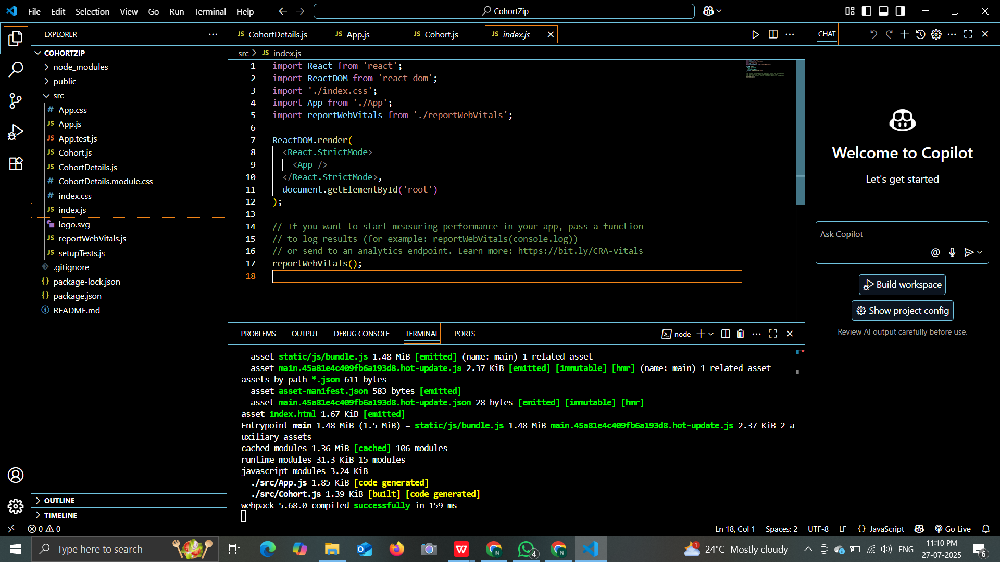 File Edit Selection View Go Run Terminal Help
CohortZip
EXPLORER
COHORTZIP
node_modules
public
src
# App.css
JS App.js
JS App.test.js
JS Cohort.js
JS CohortDetails.js
# CohortDetails.module.css
# index.css
JS index.js
logo.svg
JS reportWebVitals.js
JS setupTests.js
.gitignore
{} package-lock.json
{} package.json
README.md
OUTLINE
TIMELINE
JS CohortDetails.js
JS App.js
JS Cohort.js
JS index.js
src > JS index.js
1 import React from 'react';
2 import ReactDOM from 'react-dom';
3 import './index.css';
4 import App from './App';
5 import reportWebVitals from './reportWebVitals';
6
7 ReactDOM.render(
8 <React.StrictMode>
9 <App />
10 </React.StrictMode>,
11 document.getElementById('root')
12 );
13
14 // If you want to start measuring performance in your app, pass a function
15 // to log results (for example: reportWebVitals(console.log))
16 // or send to an analytics endpoint. Learn more: https://bit.ly/CRA-vitals
17 reportWebVitals();
18
PROBLEMS OUTPUT DEBUG CONSOLE TERMINAL PORTS
node
asset static/js/bundle.js 1.48 MiB [emitted] (name: main) 1 related asset
asset main.45a81e4c409fb6a193d8.hot-update.js 2.37 KiB [emitted] [immutable] [hmr] (name: main) 1 related asset
assets by path *.json 611 bytes
asset asset-manifest.json 583 bytes [emitted]
asset main.45a81e4c409fb6a193d8.hot-update.json 28 bytes [emitted] [immutable] [hmr]
asset index.html 1.67 KiB [emitted]
Entrypoint main 1.48 MiB (1.5 MiB) = static/js/bundle.js 1.48 MiB main.45a81e4c409fb6a193d8.hot-update.js 2.37 KiB 2 a
uxiliary assets
cached modules 1.36 MiB [cached] 106 modules
runtime modules 31.3 KiB 15 modules
javascript modules 3.24 KiB
./src/App.js 1.85 KiB [code generated]
./src/Cohort.js 1.39 KiB [built] [code generated]
webpack 5.68.0 compiled successfully in 159 ms
CHAT
Welcome to Copilot
Let's get started
Ask Copilot
@
Build workspace
Show project config
Review AI output carefully before use.
0 0
Ln 18, Col 1 Spaces: 2 UTF-8 LF {} JavaScript Go Live
Type here to search
W
N
4
N
1
24°C Mostly cloudy
ENG
11:10 PM
27-07-2025
6